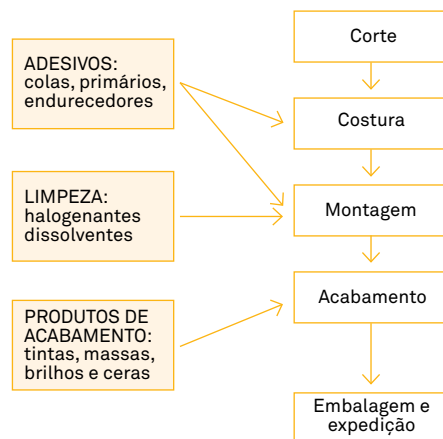 ADESIVOS:
colas, primários,
endurecedores
LIMPEZA:
halogenantes
dissolventes
PRODUTOS DE
ACABAMENTO:
tintas, massas,
brilhos e ceras
Corte
Costura
Montagem
Acabamento
Embalagem e
expedição